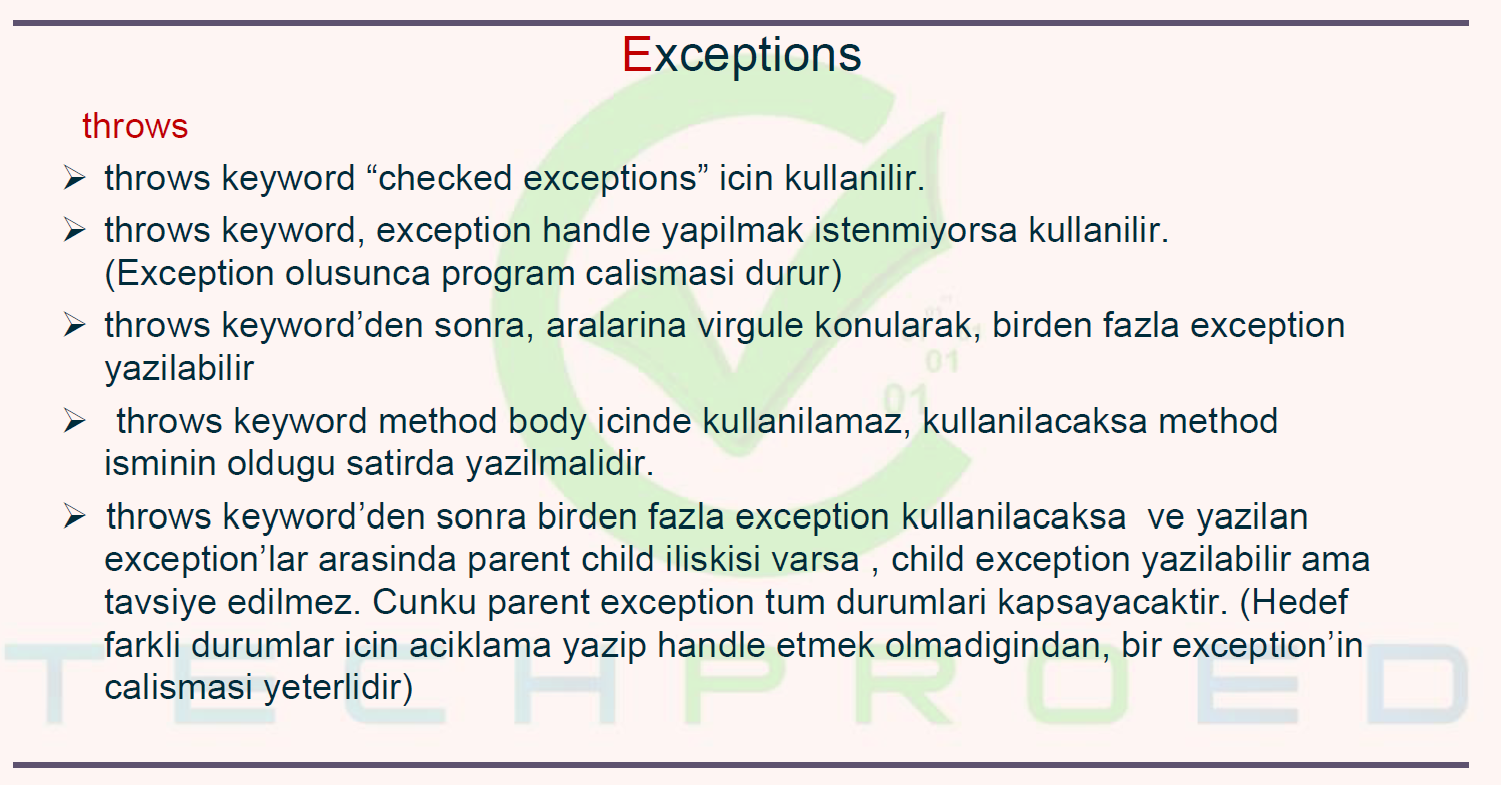 Exceptions
throws
➢ throws keyword “checked exceptions” icin kullanilir.
➢ throws keyword, exception handle yapilmak istenmiyorsa kullanilir.
(Exception olusunca program calismasi durur)
➢ throws keyword’den sonra, aralarina virgule konularak, birden fazla exception
yazilabilir
➢ throws keyword method body icinde kullanilamaz, kullanilacaksa method
isminin oldugu satirda yazilmalidir.
➢ throws keyword’den sonra birden fazla exception kullanilacaksa ve yazilan
exception’lar arasinda parent child iliskisi varsa , child exception yazilabilir ama
tavsiye edilmez. Cunku parent exception tum durumlari kapsayacaktir. (Hedef
farkli durumlar icin aciklama yazip handle etmek olmadigindan, bir exception’in
calismasi yeterlidir)
01
01
TECHPROED